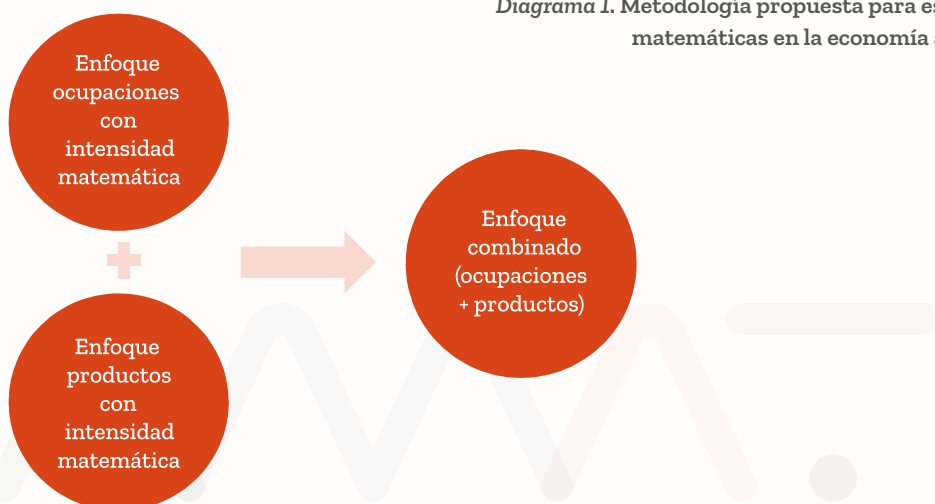 Diagrama 1. Metodología propuesta para
matemáticas en la economía
Enfoque
ocupaciones
con
intensidad
matemática
Enfoque
combinado
(ocupaciones
+ productos)
Enfoque
productos
con
intensidad
matemática